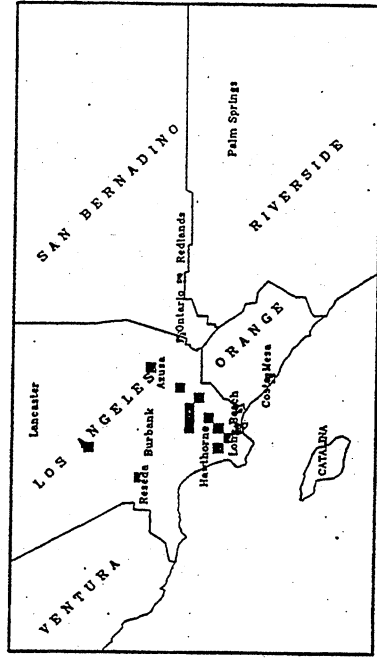 Lancaster
SAN BERNADINO
LOS ANGELES
VENTURA
Reseda
Burbank
Azusa
Ontario
Redlands
Palm Springs
RIVERSIDE
ORANGE
Hawthorne
Long Beach
Costa Mesa
CATALINA